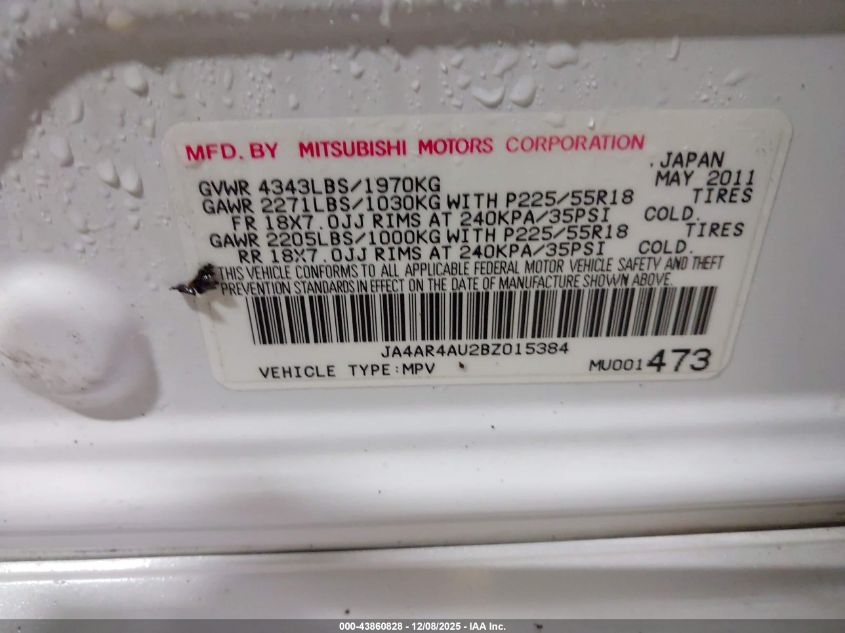 MFD. BY MITSUBISHI MOTORS CORPORATION
JAPAN
GVWR 4343LBS/1970KG MAY 2011
GAWR 2271LBS/1030KG WITH P225/55R18 TIRES
FR 18X7.0JJ RIMS AT 240KPA/35PSI COLD.
GAWR 2205LBS/1000KG WITH P225/55R18 TIRES
RR 18X7.0JJ RIMS AT 240KPA/35PSI COLD.
THIS VEHICLE CONFORMS TO ALL APPLICABLE FEDERAL MOTOR VEHICLE SAFETY AND THEFT
PREVENTION STANDARDS IN EFFECT ON THE DATE OF MANUFACTURE SHOWN ABOVE.
JA4AR4AU2BZ015384
VEHICLE TYPE:MPV MU001473
000-43860828 - 12/08/2025 - IAA Inc.